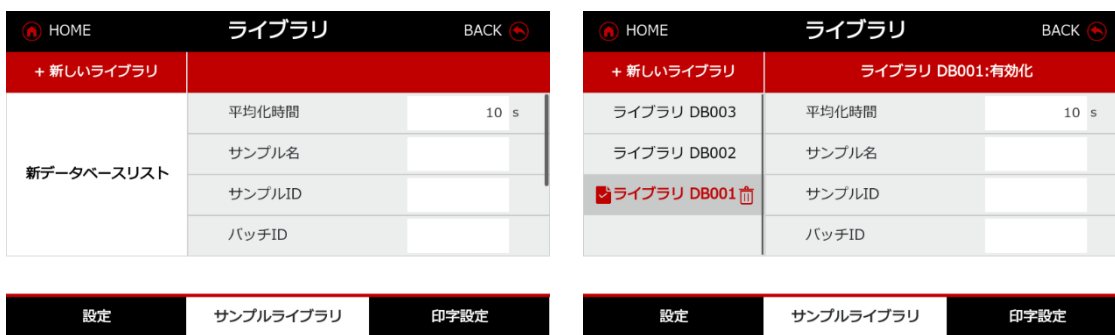 HOME
ライブラリ
BACK
+ 新しいライブラリ
新データベースリスト
平均化時間
10 s
サンプル名
サンプルID
バッチID
設定
サンプルライブラリ
印字設定
HOME
ライブラリ
BACK
+ 新しいライブラリ
ライブラリ DB001:有効化
ライブラリ DB003
ライブラリ DB002
ライブラリ DB001
平均化時間
10 s
サンプル名
サンプルID
バッチID
設定
サンプルライブラリ
印字設定